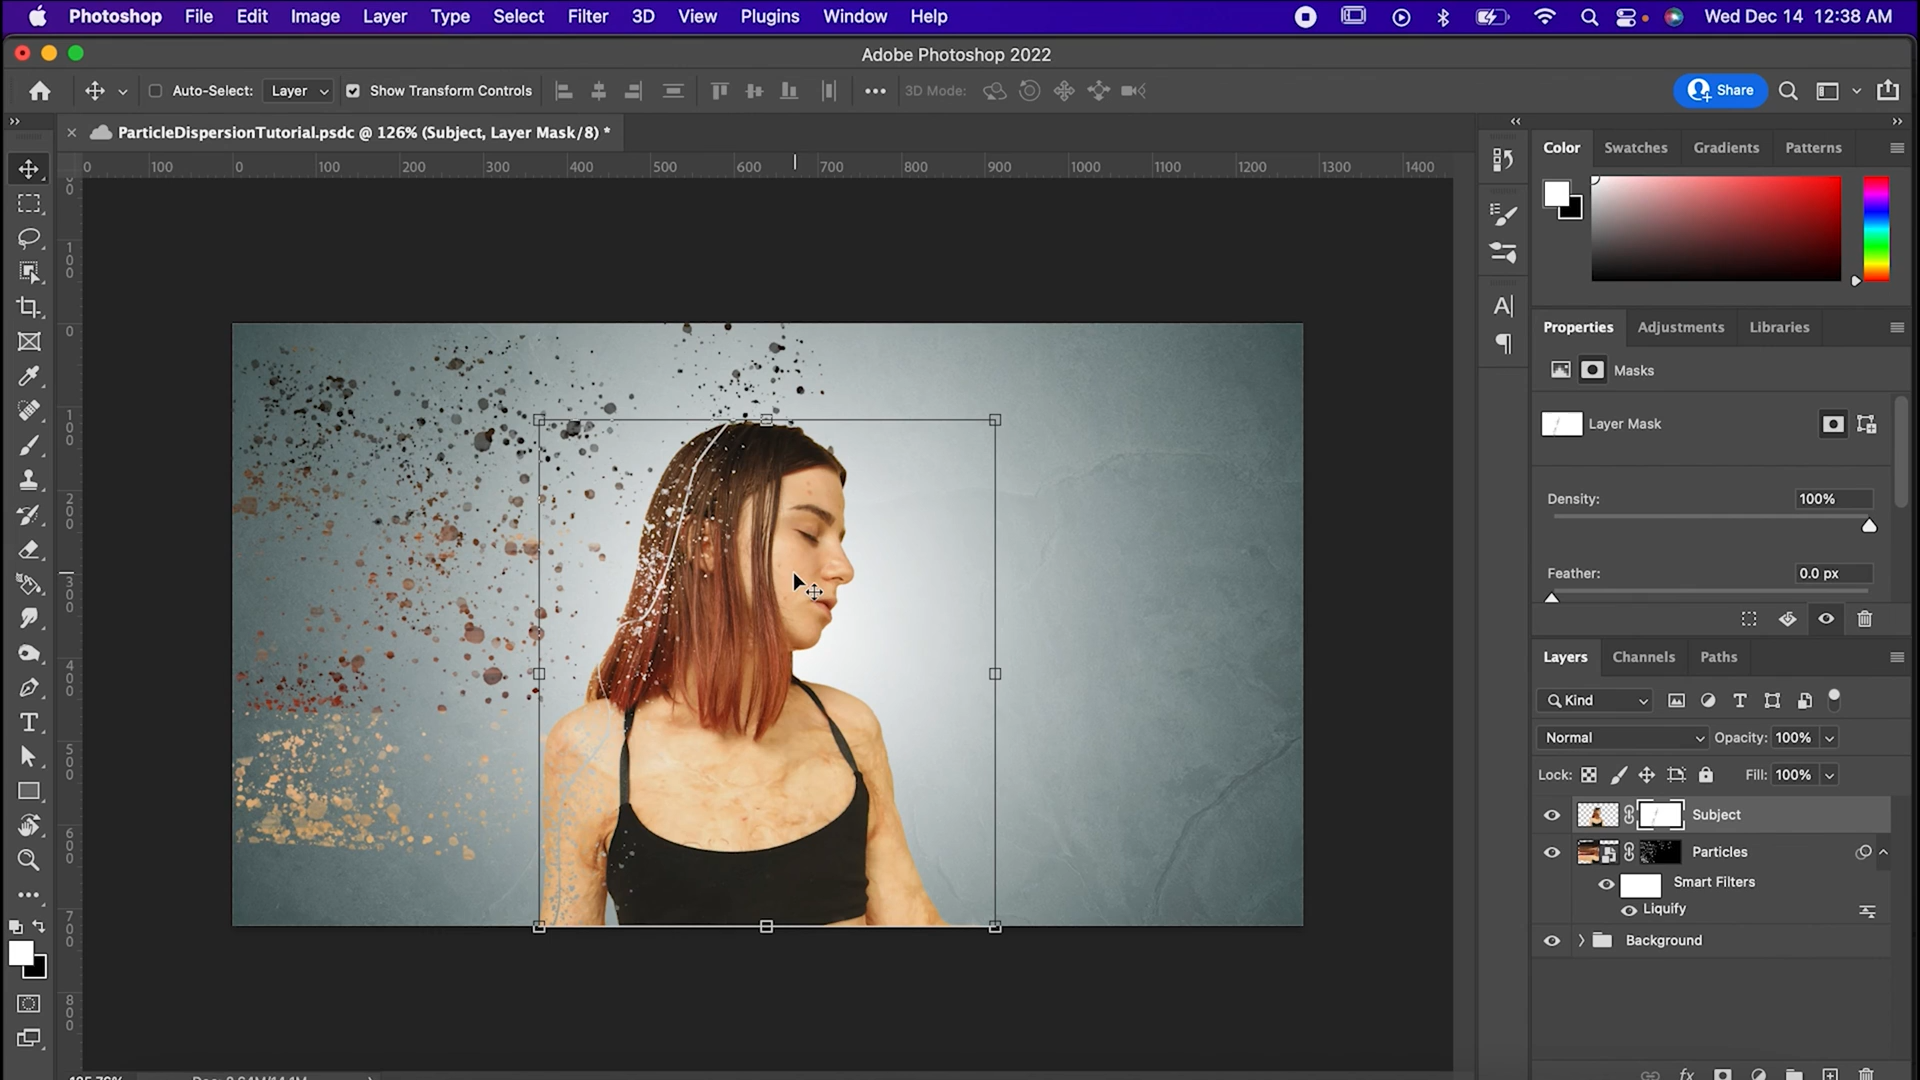 Photoshop File Edit Image Layer Type Select Filter 3D View Plugins Window Help Wed Dec 14 12:38 AM
Adobe Photoshop 2022
Auto-Select: Layer Show Transform Controls 3D Mode: Share
ParticleDispersionTutorial.psdc @ 126% (Subject, Layer Mask/8) *
0 100 0 100 200 300 400 500 600 700 800 900 1000 1100 1200 1300 1400
0
0
100
200
300
400
500
600
700
800
Color Swatches Gradients Patterns
Properties Adjustments Libraries
Masks
Layer Mask
Density: 100%
Feather: 0.0 px
Layers Channels Paths
Kind
Normal Opacity: 100%
Lock: Fill: 100%
Subject
Particles
Smart Filters
Liquify
Background
fx